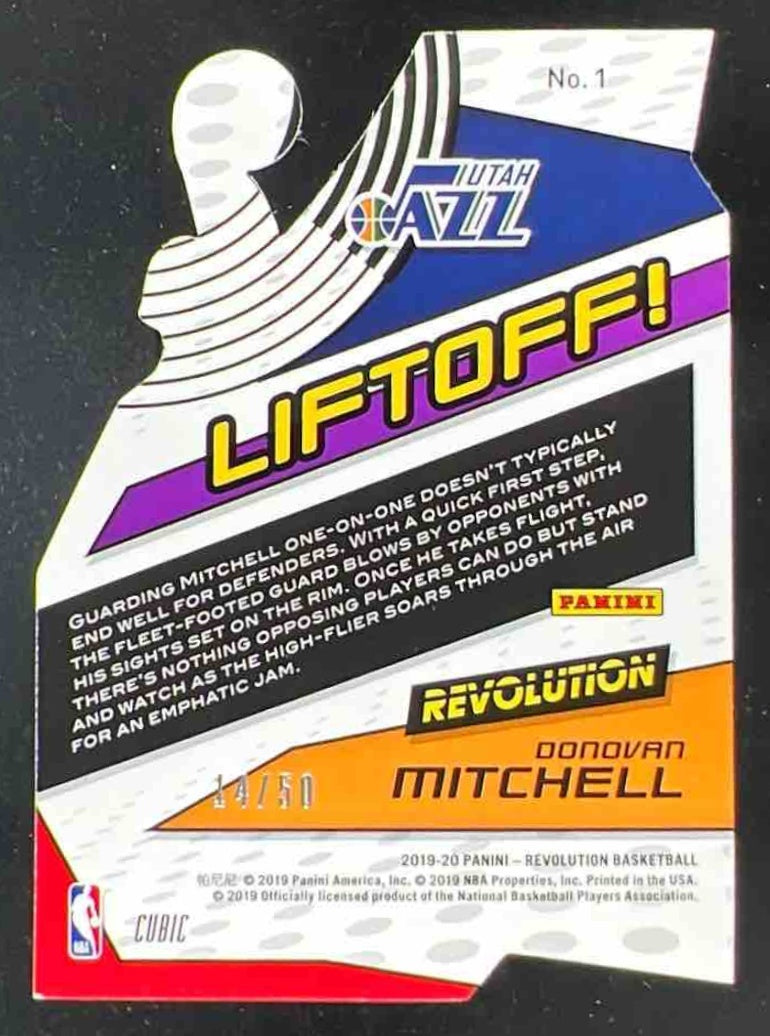 No. 1
UTAH
JAZZ
LIFTOFF!
GUARDING MITCHELL ONE-ON-ONE DOESN'T TYPICALLY
END WELL FOR DEFENDERS. WITH A QUICK FIRST STEP,
THE FLEET-FOOTED GUARD BLOWS BY OPPONENTS WITH
HIS SIGHTS SET ON THE RIM. ONCE HE TAKES FLIGHT,
THERE'S NOTHING OPPOSING PLAYERS CAN DO BUT STAND
AND WATCH AS THE HIGH-FLIER SOARS THROUGH THE AIR
FOR AN EMPHATIC JAM.
PANINI
REVOLUTION
DONOVAN
MITCHELL
14/50
2019-20 PANINI – REVOLUTION BASKETBALL
帕尼尼 © 2019 Panini America, Inc. © 2019 NBA Properties, Inc. Printed in the USA.
© 2019 Officially licensed product of the National Basketball Players Association.
NBA
CUBIC